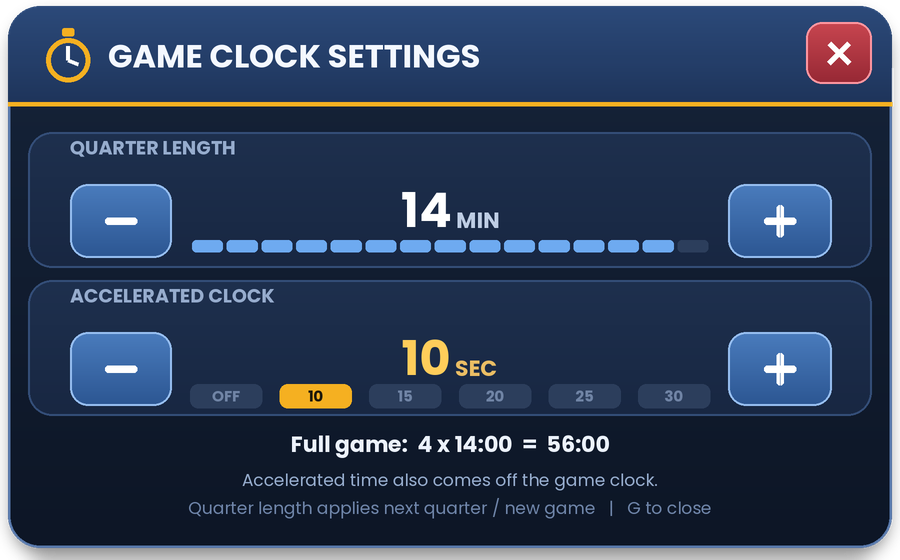 GAME CLOCK SETTINGS
QUARTER LENGTH
14 MIN
ACCELERATED CLOCK
10 SEC
OFF 10 15 20 25 30
Full game: 4 x 14:00 = 56:00
Accelerated time also comes off the game clock.
Quarter length applies next quarter / new game | G to close